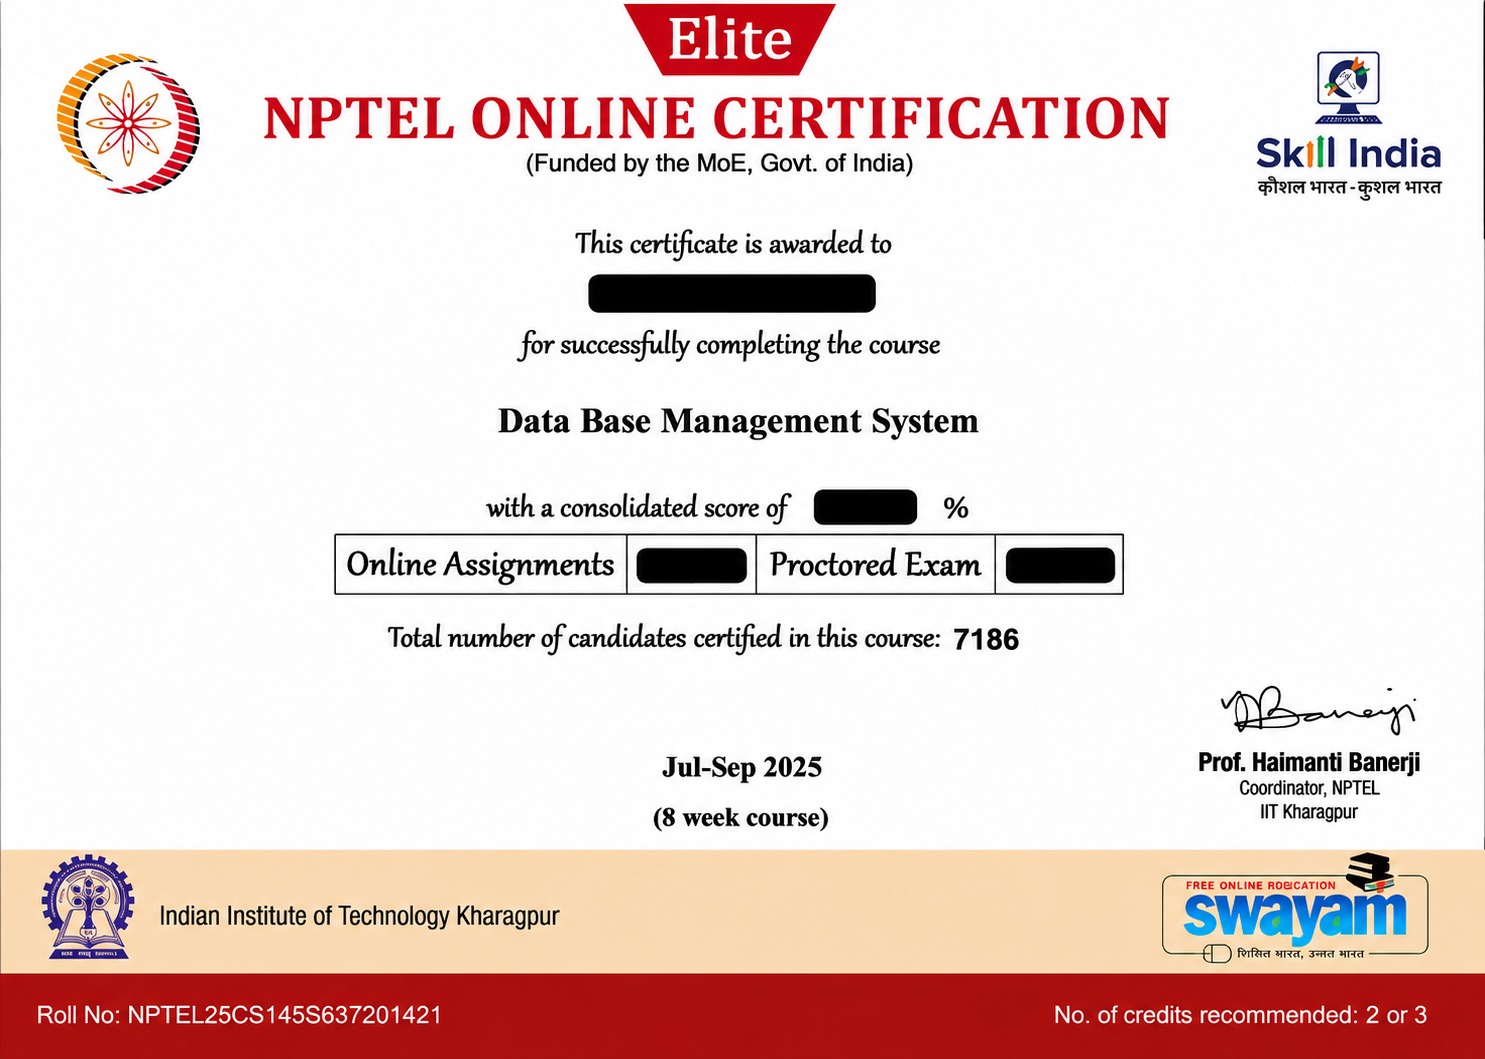 Elite
NPTEL ONLINE CERTIFICATION
(Funded by the MoE, Govt. of India)
Skill India
कौशल भारत - कुशल भारत
This certificate is awarded to
for successfully completing the course
Data Base Management System
with a consolidated score of %
Online Assignments Proctored Exam
Total number of candidates certified in this course: 7186
Jul-Sep 2025
(8 week course)
Prof. Haimanti Banerji
Coordinator, NPTEL
IIT Kharagpur
Indian Institute of Technology Kharagpur
FREE ONLINE
swayam
भारत, उन्नत भारत
Roll No: NPTEL25CS145S637201421
No. of credits recommended: 2 or 3